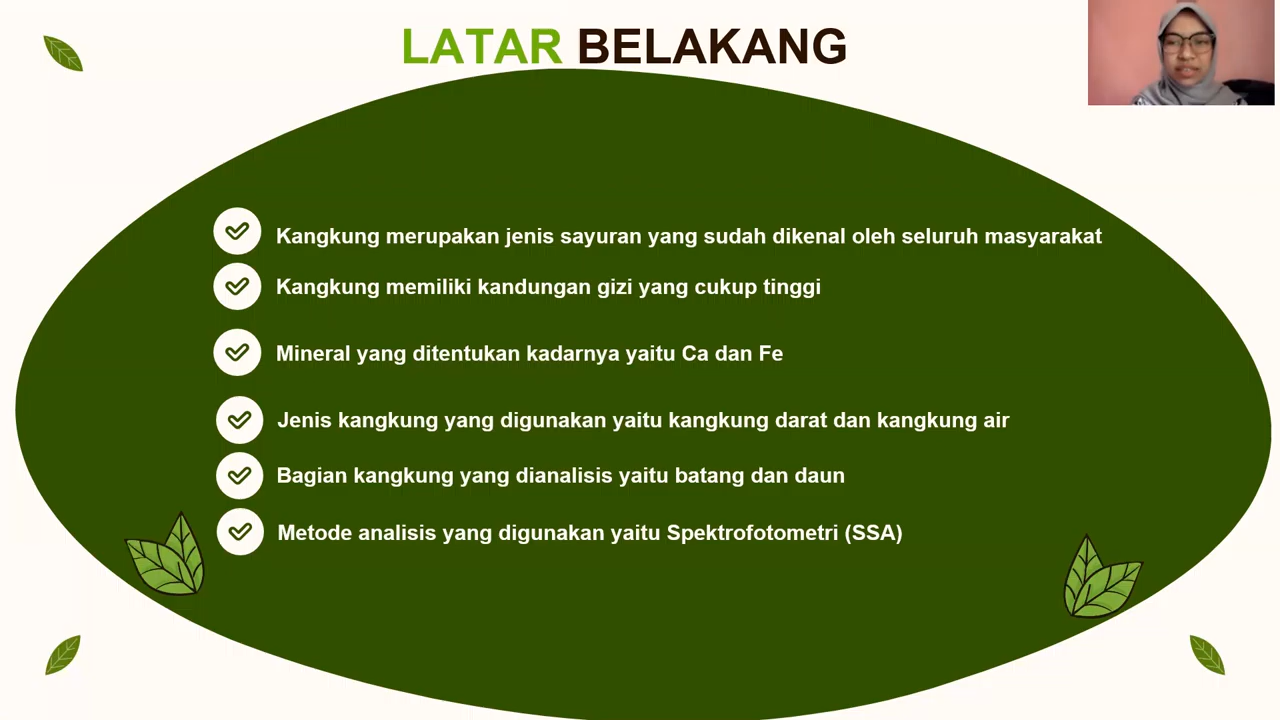 LATAR BELAKANG
Kangkung merupakan jenis sayuran yang sudah dikenal oleh seluruh masyarakat
Kangkung memiliki kandungan gizi yang cukup tinggi
Mineral yang ditentukan kadarnya yaitu Ca dan Fe
Jenis kangkung yang digunakan yaitu kangkung darat dan kangkung air
Bagian kangkung yang dianalisis yaitu batang dan daun
Metode analisis yang digunakan yaitu Spektrofotometri (SSA)